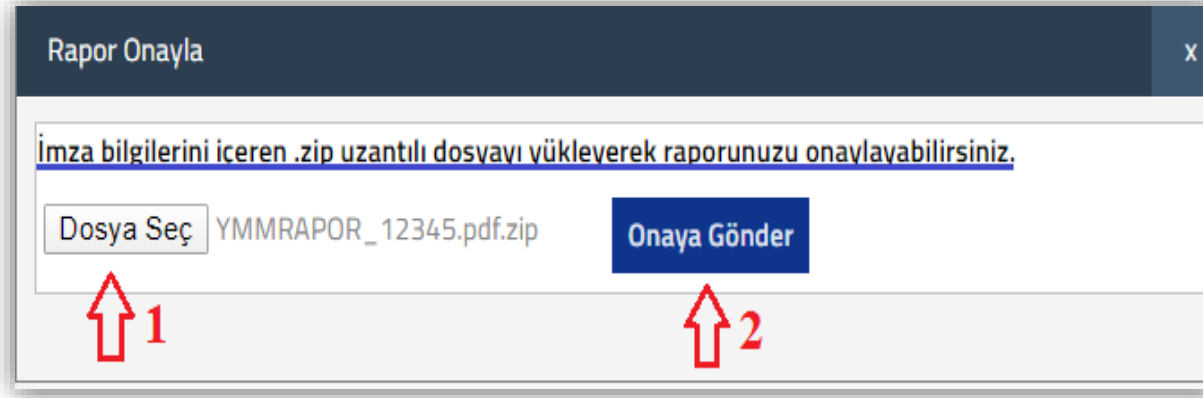 Rapor Onayla
x
İmza bilgilerini içeren .zip uzantılı dosyayı yükleyerek raporunuzu onaylayabilirsiniz.
Dosya Seç YMMRAPOR_12345.pdf.zip Onaya Gönder
1 2